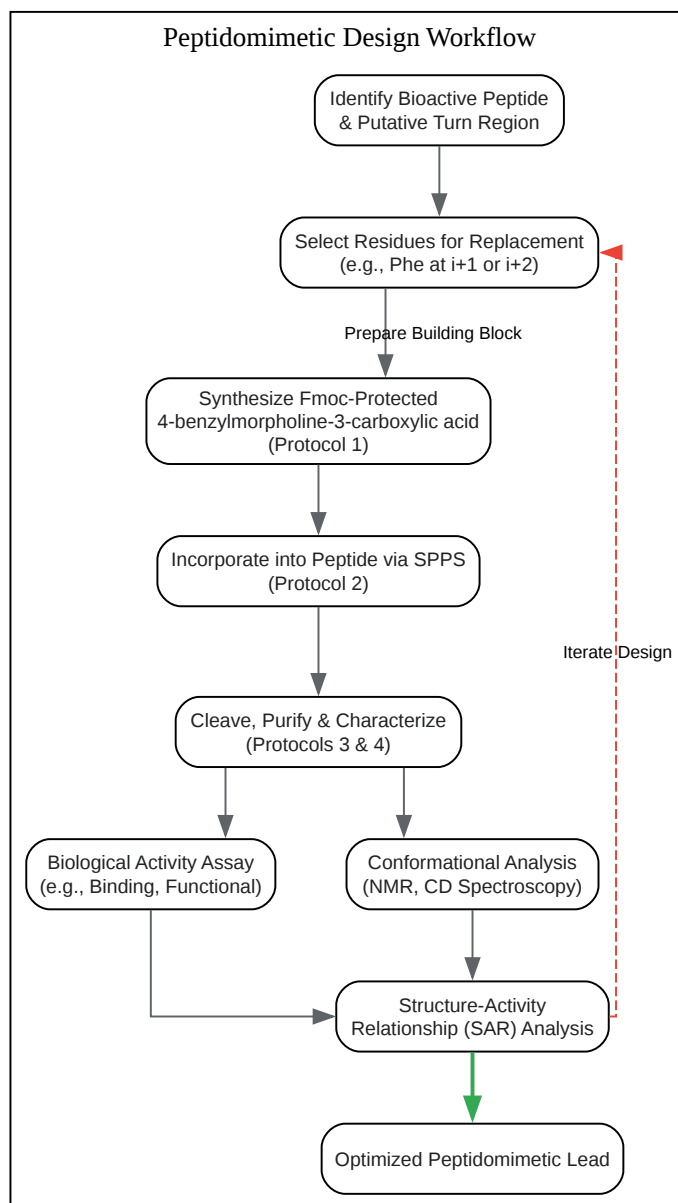 Peptidomimetic Design Workflow
Identify Bioactive Peptide
& Putative Turn Region
Select Residues for Replacement
(e.g., Phe at i+1 or i+2)
Prepare Building Block
Synthesize Fmoc-Protected
4-benzylmorpholine-3-carboxylic acid
(Protocol 1)
Incorporate into Peptide via SPPS
(Protocol 2)
Iterate Design
Cleave, Purify & Characterize
(Protocols 3 & 4)
Biological Activity Assay
(e.g., Binding, Functional)
Conformational Analysis
(NMR, CD Spectroscopy)
Structure-Activity
Relationship (SAR) Analysis
Optimized Peptidomimetic Lead